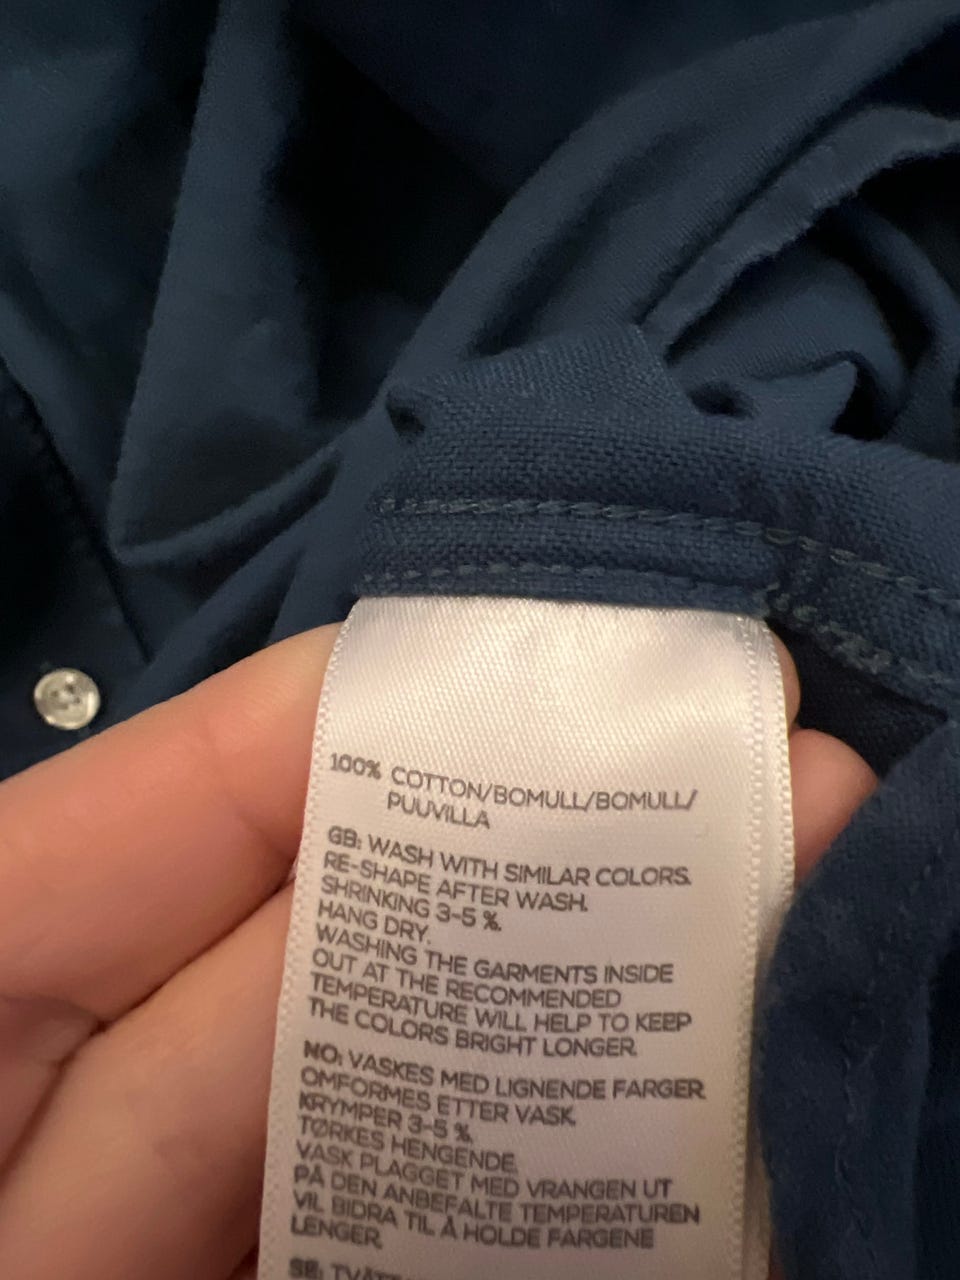 100% COTTON/BOMULL/BOMULL/
PUUVILLA
GB: WASH WITH SIMILAR COLORS.
RE-SHAPE AFTER WASH.
SHRINKING 3-5 %.
HANG DRY.
WASHING THE GARMENTS INSIDE
OUT AT THE RECOMMENDED
TEMPERATURE WILL HELP TO KEEP
THE COLORS BRIGHT LONGER.
NO: VASKES MED LIGNENDE FARGER.
OMFORMES ETTER VASK.
KRYMPER 3-5 %.
TØRKES HENGENDE.
VASK PLAGGET MED VRANGEN UT
PÅ DEN ANBEFALTE TEMPERATUREN
VIL BIDRA TIL Å HOLDE FARGENE
LENGER.
SE: